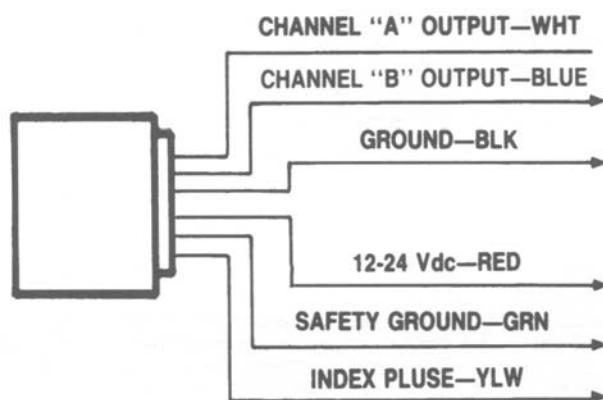 CHANNEL "A" OUTPUT—WHT
CHANNEL "B" OUTPUT—BLUE
GROUND—BLK
12-24 Vdc—RED
SAFETY GROUND—GRN
INDEX PLUSE—YLW